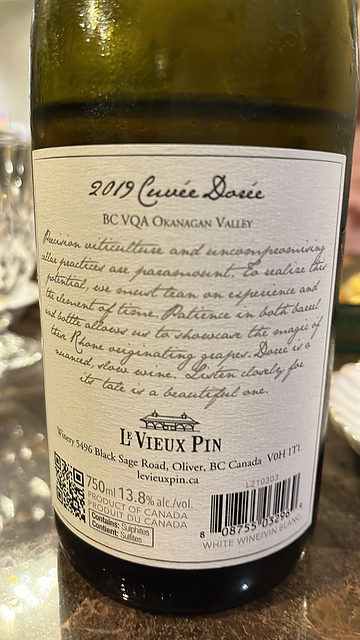 2019 Cuvée Dorée
BC VQA OKANAGAN VALLEY
Precision viticulture and uncompromising
cellar practices are paramount. To realize this
potential, we must lean on experience and
the element of time. Patience in both barrel
and bottle allows us to showcase the magic of
these Rhone originating grapes. Dorée is a
nuanced, slow wine. Listen closely for
its tale is a beautiful one.
LE VIEUX PIN
Winery 5496 Black Sage Road, Oliver, BC Canada V0H 1T1
levieuxpin.ca
750ml 13.8% alc./vol.
PRODUCT OF CANADA
PRODUIT DU CANADA
Contains: Sulphites
Contient: Sulfites
L210303
8 08755 03296 9
WHITE WINE/VIN BLANC